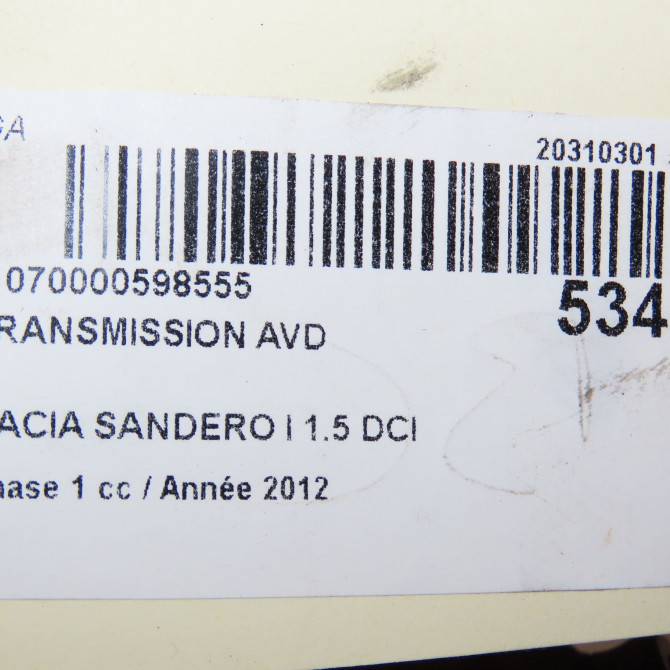 GA 20310301
070000598555
534
RANSMISSION AVD
ACIA SANDERO I 1.5 DCI
hase 1 cc / Année 2012